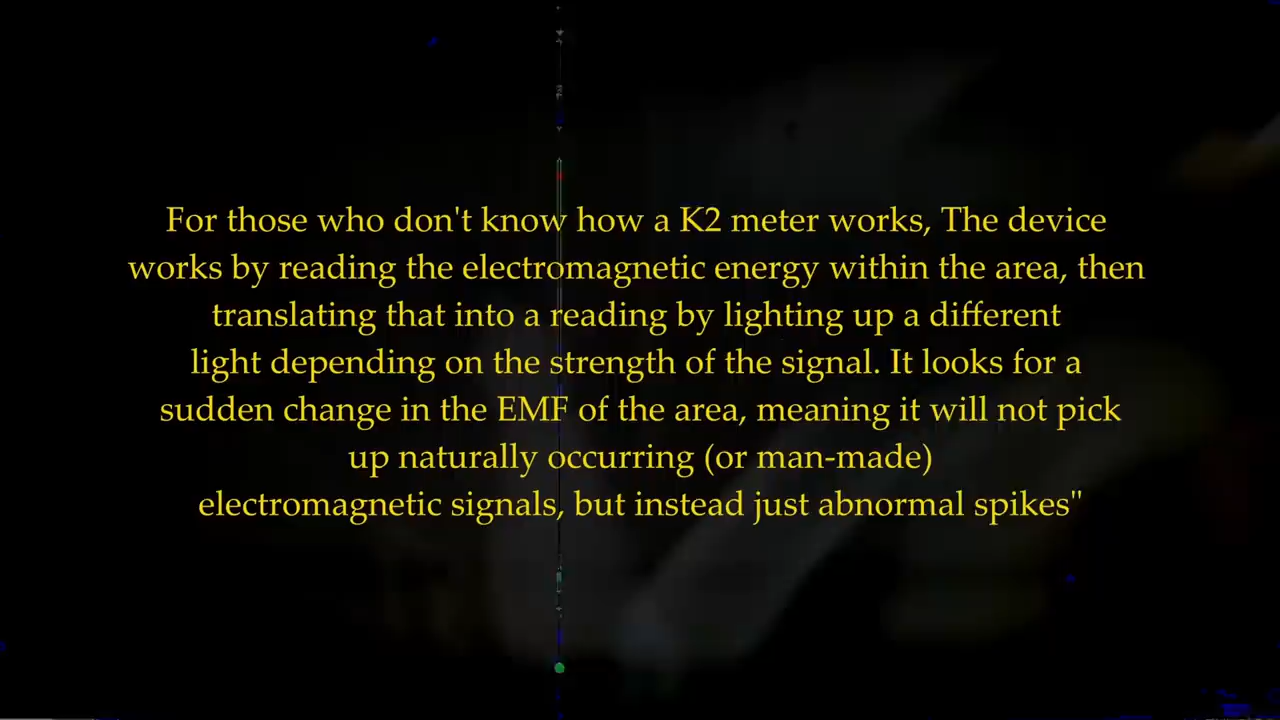 For those who don't know how a K2 meter works, The device
works by reading the electromagnetic energy within the area, then
translating that into a reading by lighting up a different
light depending on the strength of the signal. It looks for a
sudden change in the EMF of the area, meaning it will not pick
up naturally occurring (or man-made)
electromagnetic signals, but instead just abnormal spikes"